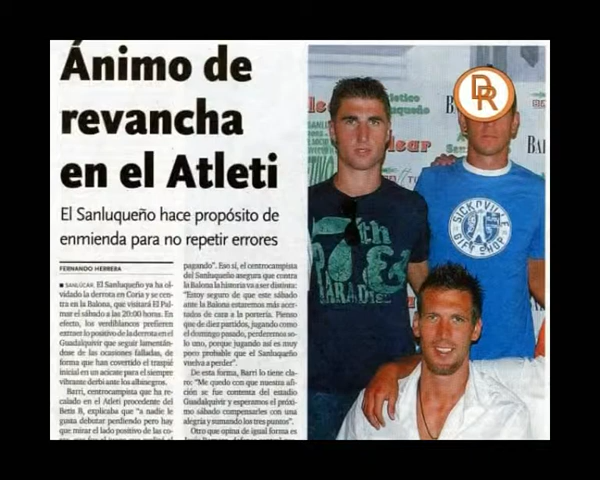 Ánimo de
revancha
en el Atleti
El Sanluqueño hace propósito de
enmienda para no repetir errores
FERNANDO HERRERA
■ SANLÚCAR. El Sanluqueño ya ha ol-
vidado la derrota en Coria y se cen-
tra en la Balona, que visitará El Pal-
mar el sábado a las 20:00 horas. En
efecto, los verdiblancos prefieren
extraer lo positivo de la derrota en el
Guadalquivir que seguir lamentán-
dose de las ocasiones falladas, de
forma que han covertido el traspié
inicial en un acicate para el siempre
vibrante derbi ante los albinegros.
Barri, centrocampista que ha re-
calado en el Atleti procedente del
Betis B, explicaba que "a nadie le
gusta debutar perdiendo pero hay
que mirar el lado positivo de las co-
pagando". Eso sí, el centrocampista
del Sanluqueño asegura que contra
la Balona la historia va a ser distinta:
"Estoy seguro de que este sábado
ante la Balona estaremos más acer-
tados de cara a la portería. Pienso
que de diez partidos, jugando como
el domingo pasado, perderemos só-
lo uno, porque jugando así es muy
poco probable que el Sanluqueño
vuelva a perder".
De esta forma, Barri lo tiene cla-
ro: "Me quedo con que nuestra afi-
ción se fue contenta del estadio
Guadalquivir y esperamos el próxi-
mo sábado compensarles con una
alegría y sumando los tres puntos".
Otro que opina de igual forma es
DR
Atletico
7th
&
PARADISE
SICKOVILLE
GIFT SHOP